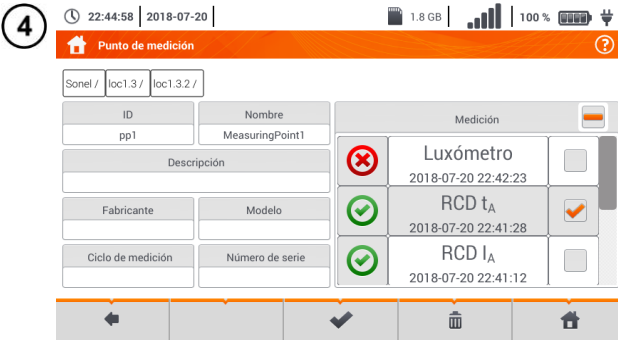 4
22:44:58 2018-07-20 1.8 GB 100 %
Punto de medición ?
Sonel / loc1.3 / loc1.3.2 /
ID Nombre Medición
pp1 MeasuringPoint1
Descripción
Luxómetro
2018-07-20 22:42:23
Fabricante Modelo
RCD tA
2018-07-20 22:41:28
Ciclo de medición Número de serie
RCD IA
2018-07-20 22:41:12